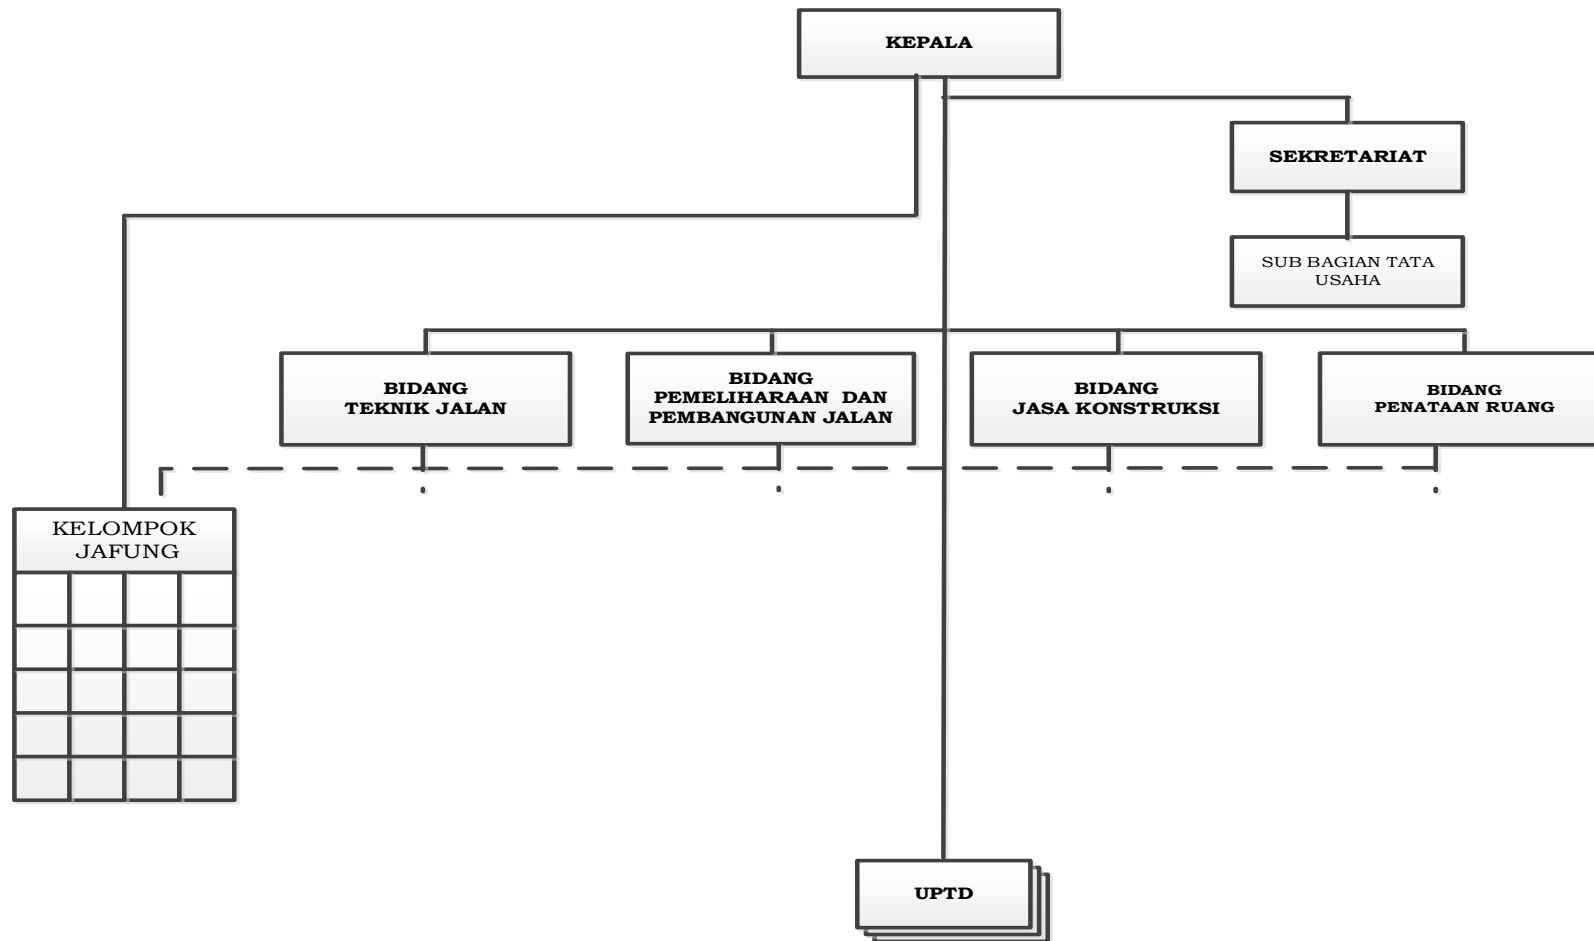 KEPALA
SEKRETARIAT
SUB BAGIAN TATA
USAHA
BIDANG
TEKNIK JALAN
BIDANG
PEMELIHARAAN DAN
PEMBANGUNAN JALAN
BIDANG
JASA KONSTRUKSI
BIDANG
PENATAAN RUANG
KELOMPOK
JAFUNG
UPTD